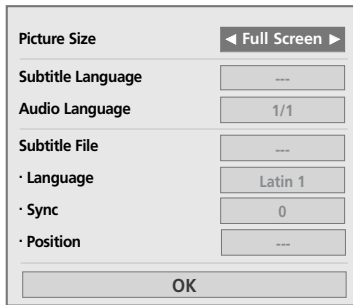 Picture Size ◄ Full Screen ►
Subtitle Language ---
Audio Language 1/1
Subtitle File ---
· Language Latin 1
· Sync 0
· Position ---
OK